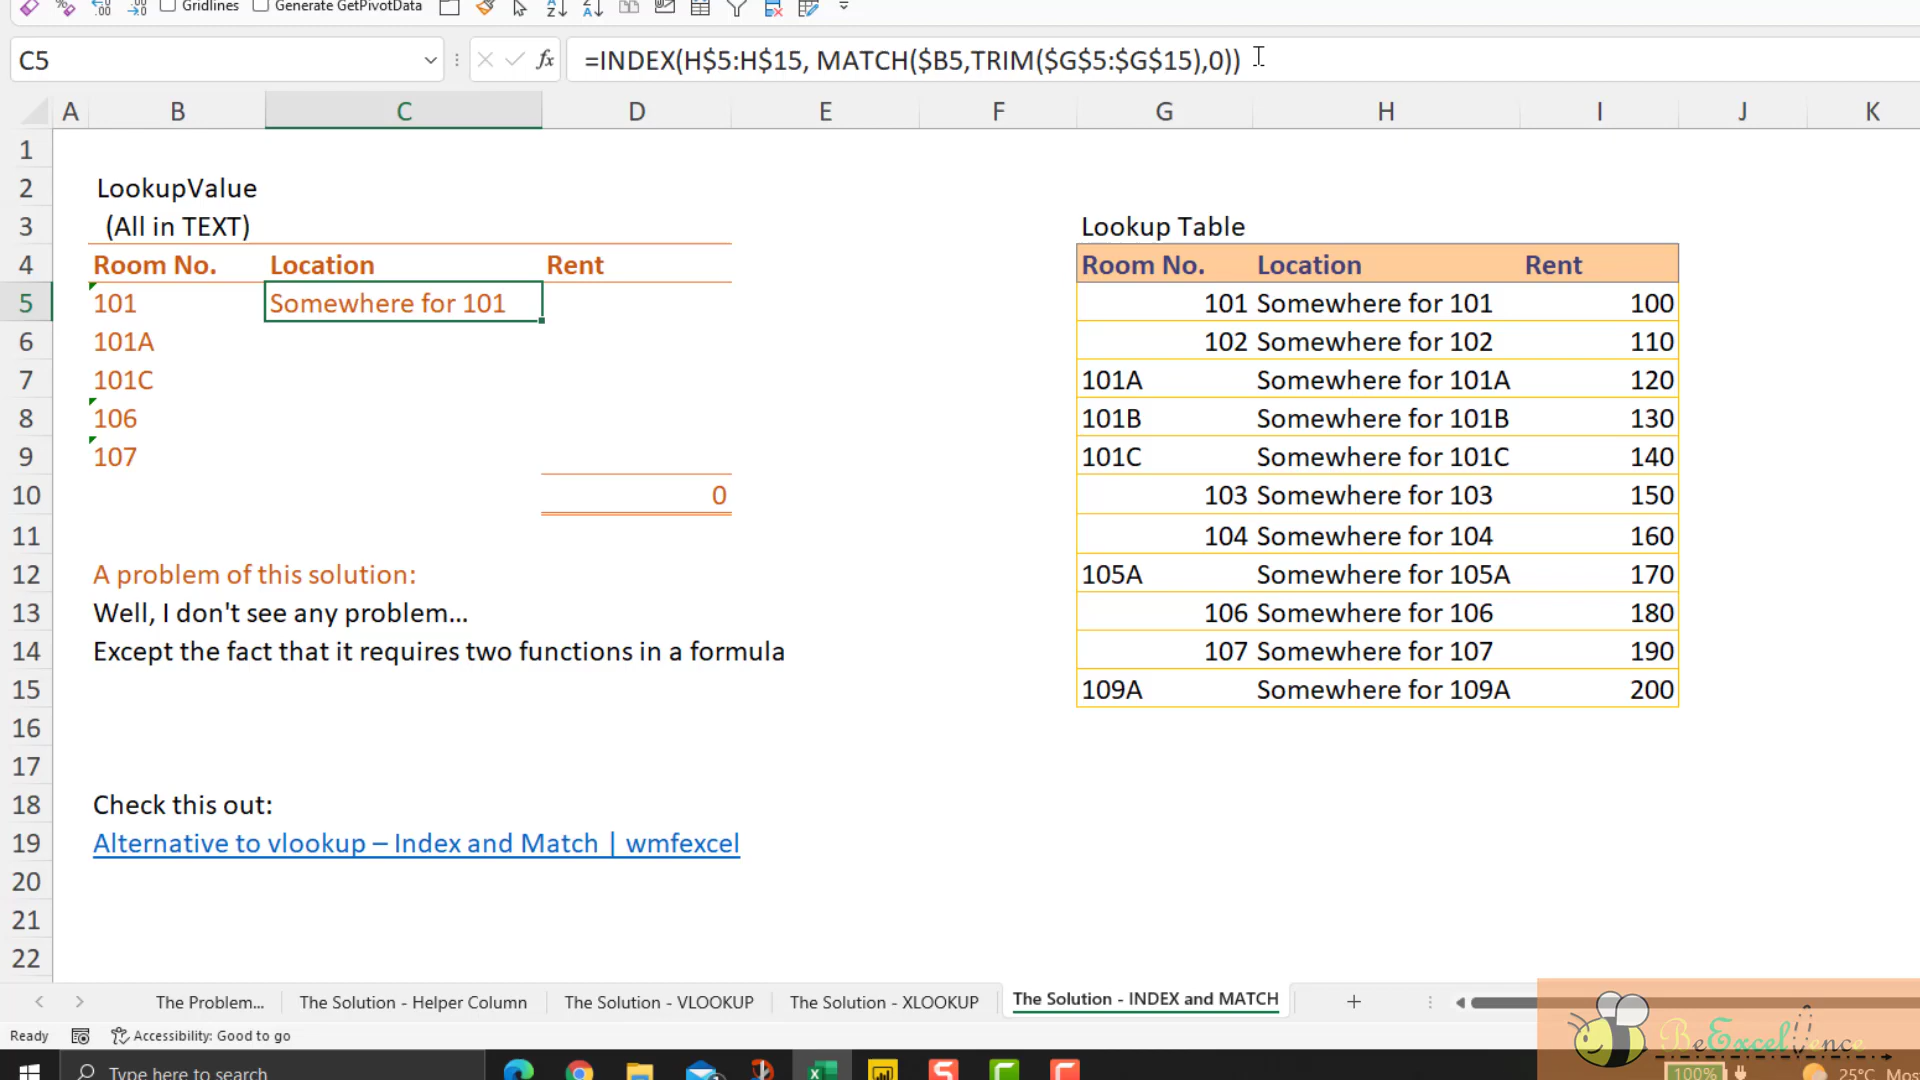 Gridlines Generate GetPivotData
C5 fx =INDEX(H$5:H$15, MATCH($B5,TRIM($G$5:$G$15),0))
A B C D E F G H I J K
1
2 LookupValue
3 (All in TEXT) Lookup Table
4 Room No. Location Rent Room No. Location Rent
5 101 Somewhere for 101 101 Somewhere for 101 100
6 101A 102 Somewhere for 102 110
7 101C 101A Somewhere for 101A 120
8 106 101B Somewhere for 101B 130
9 107 101C Somewhere for 101C 140
10 0 103 Somewhere for 103 150
11 104 Somewhere for 104 160
12 A problem of this solution: 105A Somewhere for 105A 170
13 Well, I don't see any problem... 106 Somewhere for 106 180
14 Except the fact that it requires two functions in a formula 107 Somewhere for 107 190
15 109A Somewhere for 109A 200
16
17
18 Check this out:
19 Alternative to vlookup – Index and Match | wmfexcel
20
21
22
The Problem... The Solution - Helper Column The Solution - VLOOKUP The Solution - XLOOKUP The Solution - INDEX and MATCH
Ready Accessibility: Good to go
BeExcellence
Type here to search 100% 25°C